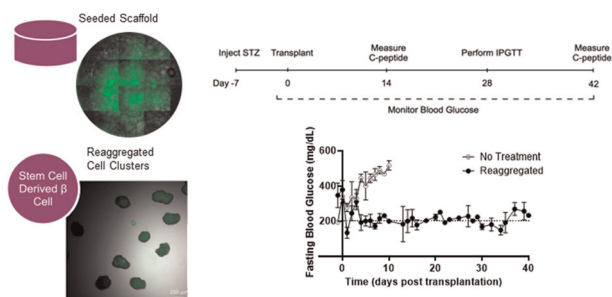 Seeded Scaffold
Inject STZ
Transplant
Measure
C-peptide
Perform IPGTT
Measure
C-peptide
Day -7
0
14
28
42
Monitor Blood Glucose
Reaggregated
Cell Clusters
Stem Cell
Derived β
Cell
Fasting Blood Glucose (mg/dL)
600
400
200
0
10
20
30
40
No Treatment
Reaggregated
Time (days post transplantation)